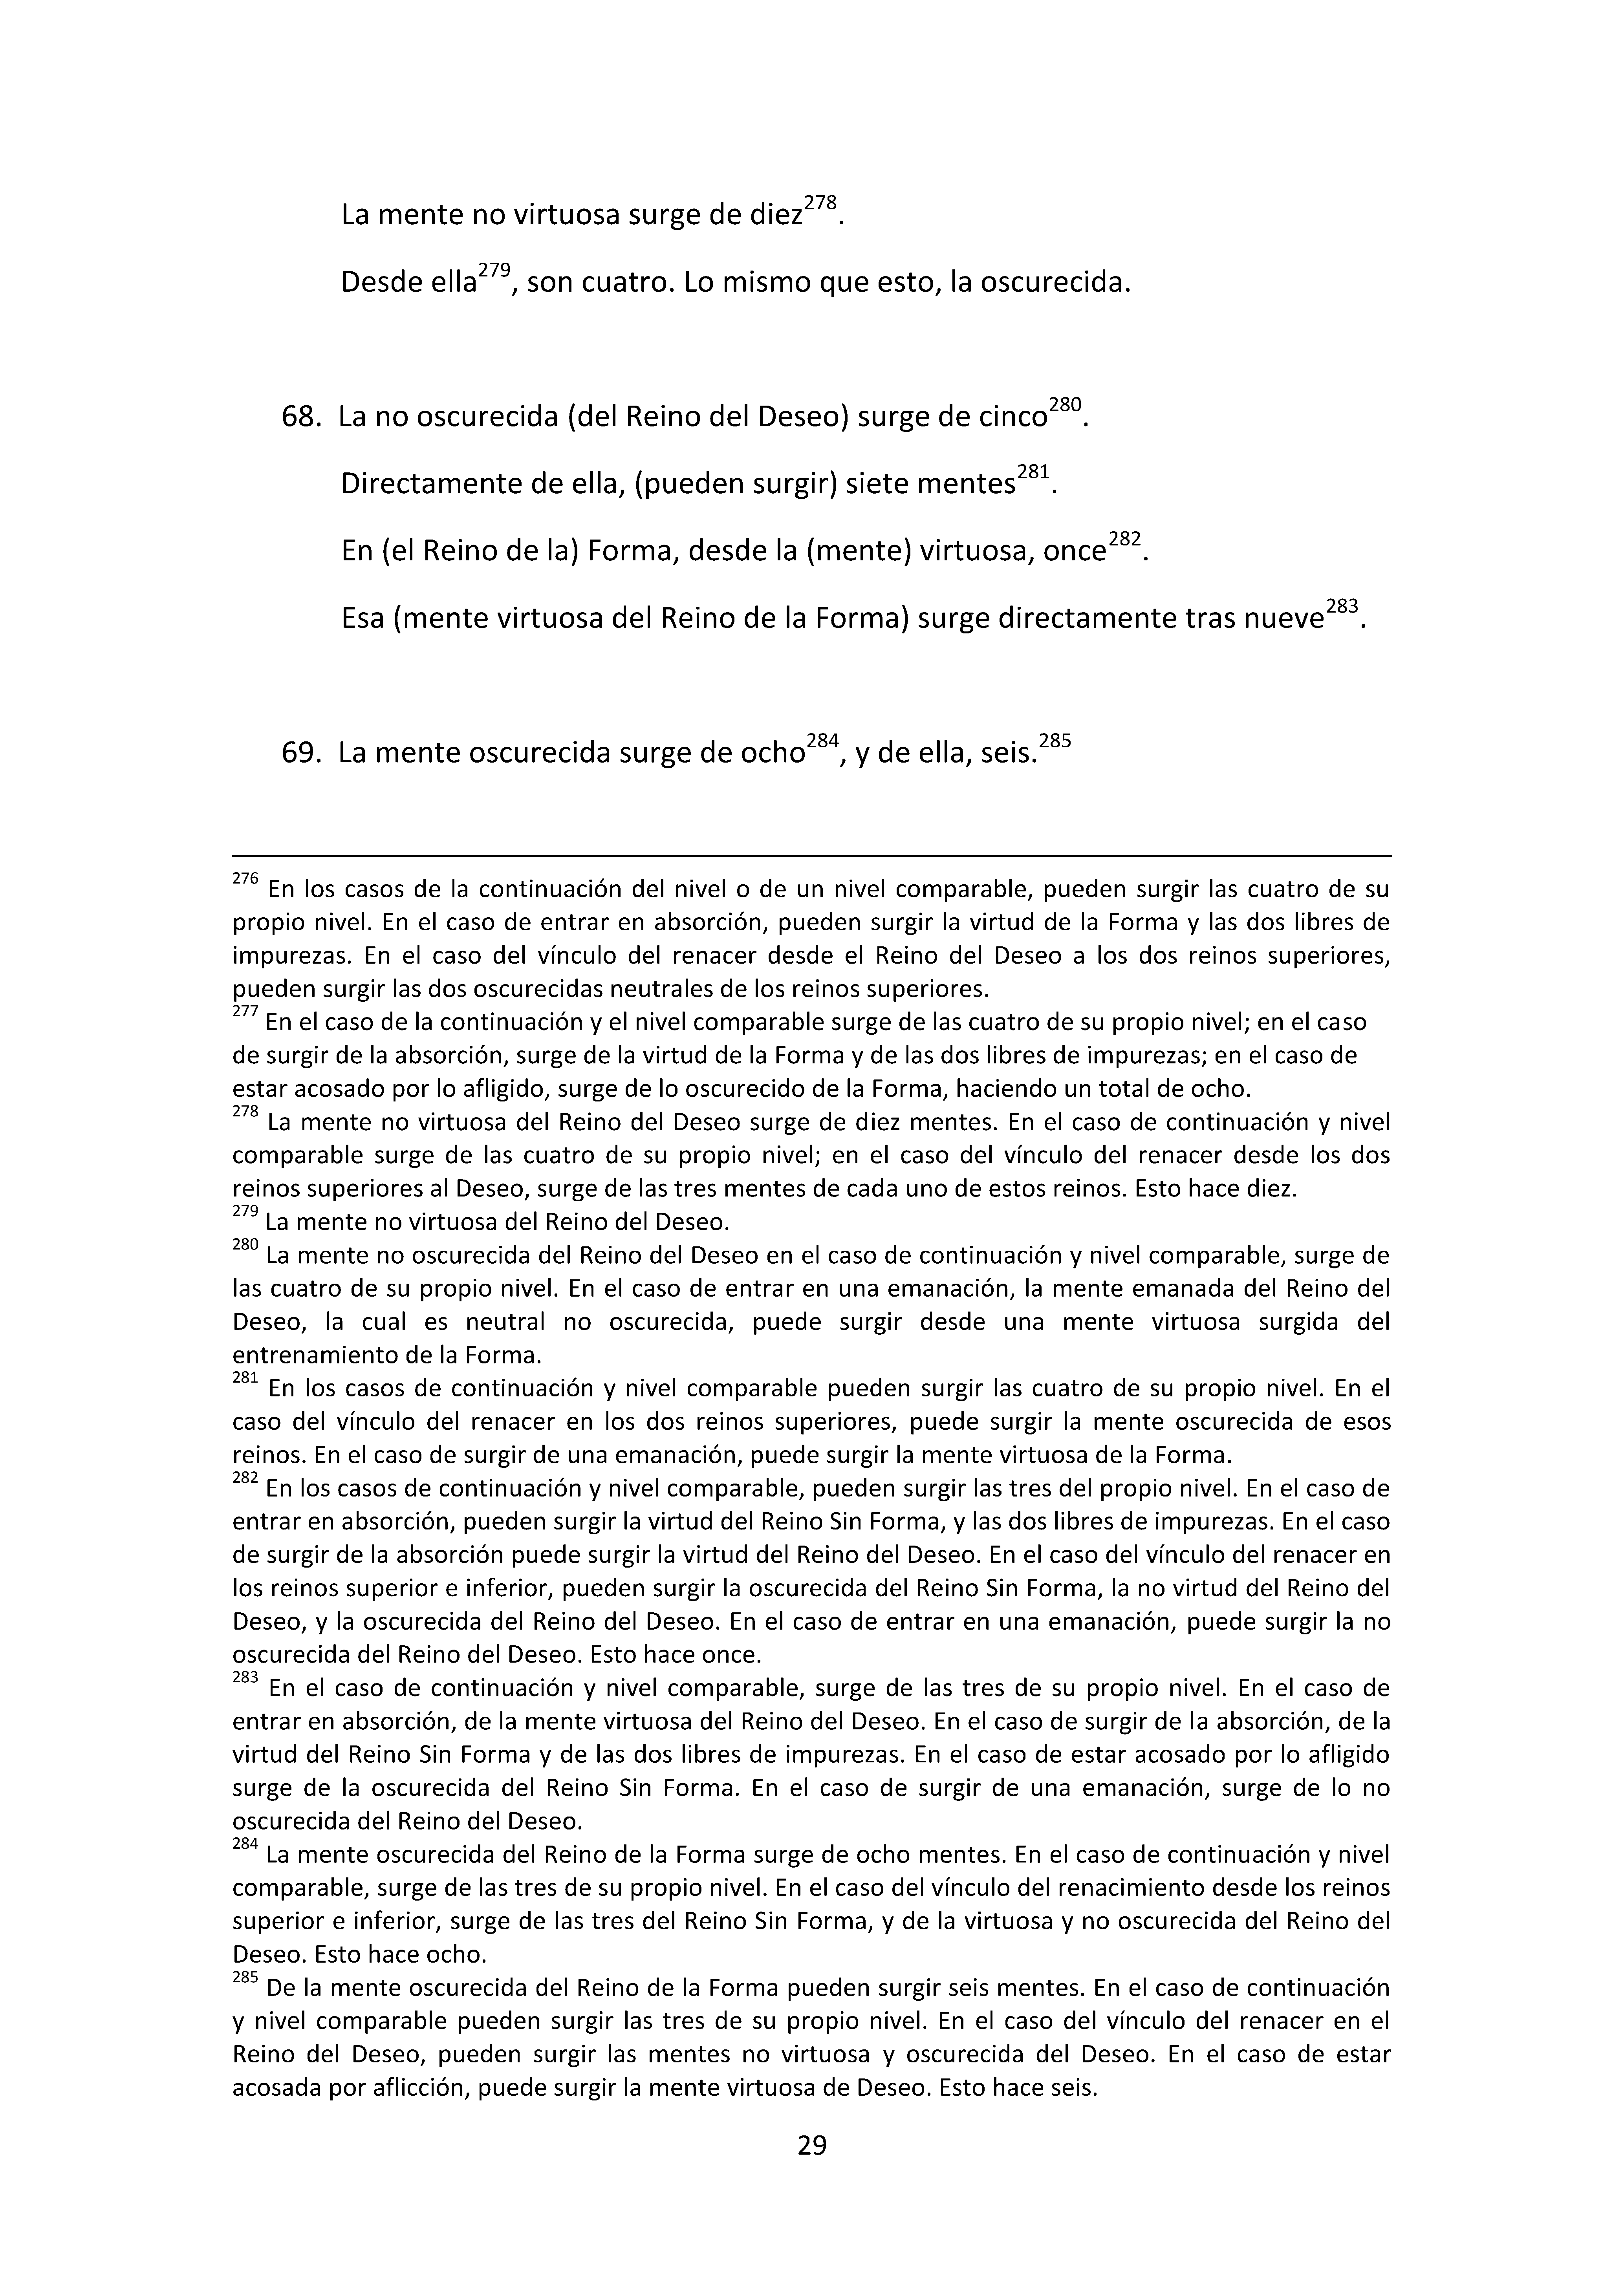 La mente no virtuosa surge de diez278.
Desde ella279, son cuatro. Lo mismo que esto, la oscurecida.
68. La no oscurecida (del Reino del Deseo) surge de cinco280.
Directamente de ella, (pueden surgir) siete mentes281.
En (el Reino de la) Forma, desde la (mente) virtuosa, once282.
Esa (mente virtuosa del Reino de la Forma) surge directamente tras nueve283.
69. La mente oscurecida surge de ocho284, y de ella, seis.285
276 En los casos de la continuación del nivel o de un nivel comparable, pueden surgir las cuatro de su
propio nivel. En el caso de entrar en absorción, pueden surgir la virtud de la Forma y las dos libres de
impurezas. En el caso del vínculo del renacer desde el Reino del Deseo a los dos reinos superiores,
pueden surgir las dos oscurecidas neutrales de los reinos superiores.
277 En el caso de la continuación y el nivel comparable surge de las cuatro de su propio nivel; en el caso
de surgir de la absorción, surge de la virtud de la Forma y de las dos libres de impurezas; en el caso de
estar acosado por lo afligido, surge de lo oscurecido de la Forma, haciendo un total de ocho.
278 La mente no virtuosa del Reino del Deseo surge de diez mentes. En el caso de continuación y nivel
comparable surge de las cuatro de su propio nivel; en el caso del vínculo del renacer desde los dos
reinos superiores al Deseo, surge de las tres mentes de cada uno de estos reinos. Esto hace diez.
279 La mente no virtuosa del Reino del Deseo.
280 La mente no oscurecida del Reino del Deseo en el caso de continuación y nivel comparable, surge de
las cuatro de su propio nivel. En el caso de entrar en una emanación, la mente emanada del Reino del
Deseo, la cual es neutral no oscurecida, puede surgir desde una mente virtuosa surgida del
entrenamiento de la Forma.
281 En los casos de continuación y nivel comparable pueden surgir las cuatro de su propio nivel. En el
caso del vínculo del renacer en los dos reinos superiores, puede surgir la mente oscurecida de esos
reinos. En el caso de surgir de una emanación, puede surgir la mente virtuosa de la Forma.
282 En los casos de continuación y nivel comparable, pueden surgir las tres del propio nivel. En el caso de
entrar en absorción, pueden surgir la virtud del Reino Sin Forma, y las dos libres de impurezas. En el caso
de surgir de la absorción puede surgir la virtud del Reino del Deseo. En el caso del vínculo del renacer en
los reinos superior e inferior, pueden surgir la oscurecida del Reino Sin Forma, la no virtud del Reino del
Deseo, y la oscurecida del Reino del Deseo. En el caso de entrar en una emanación, puede surgir la no
oscurecida del Reino del Deseo. Esto hace once.
283 En el caso de continuación y nivel comparable, surge de las tres de su propio nivel. En el caso de
entrar en absorción, de la mente virtuosa del Reino del Deseo. En el caso de surgir de la absorción, de la
virtud del Reino Sin Forma y de las dos libres de impurezas. En el caso de estar acosado por lo afligido
surge de la oscurecida del Reino Sin Forma. En el caso de surgir de una emanación, surge de lo no
oscurecida del Reino del Deseo.
284 La mente oscurecida del Reino de la Forma surge de ocho mentes. En el caso de continuación y nivel
comparable, surge de las tres de su propio nivel. En el caso del vínculo del renacimiento desde los reinos
superior e inferior, surge de las tres del Reino Sin Forma, y de la virtuosa y no oscurecida del Reino del
Deseo. Esto hace ocho.
285 De la mente oscurecida del Reino de la Forma pueden surgir seis mentes. En el caso de continuación
y nivel comparable pueden surgir las tres de su propio nivel. En el caso del vínculo del renacer en el
Reino del Deseo, pueden surgir las mentes no virtuosa y oscurecida del Deseo. En el caso de estar
acosada por aflicción, puede surgir la mente virtuosa de Deseo. Esto hace seis.
29